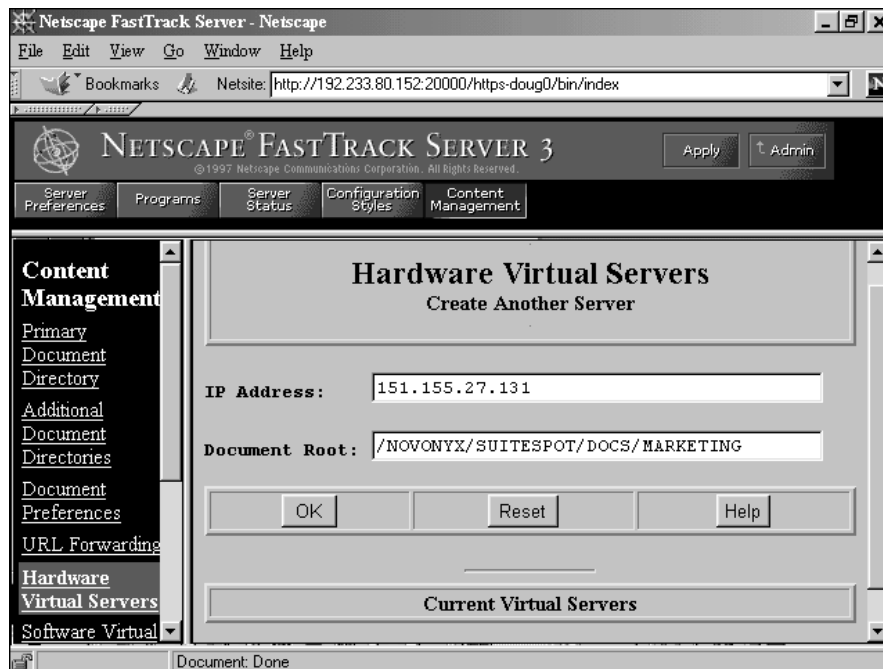 Netscape FastTrack Server - Netscape
File Edit View Go Window Help
Bookmarks Netsite: http://192.233.80.152:20000/https-doug0/bin/index
N
NETSCAPE® FASTTRACK SERVER 3
©1997 Netscape Communications Corporation. All Rights Reserved.
Apply
Admin
Server
Preferences
Programs
Server
Status
Configuration
Styles
Content
Management
Content
Management
Primary
Document
Directory
Additional
Document
Directories
Document
Preferences
URL Forwarding
Hardware
Virtual Servers
Software Virtual
Hardware Virtual Servers
Create Another Server
IP Address: 151.155.27.131
Document Root: /NOVONYX/SUITESPOT/DOCS/MARKETING
OK Reset Help
Current Virtual Servers
Document: Done